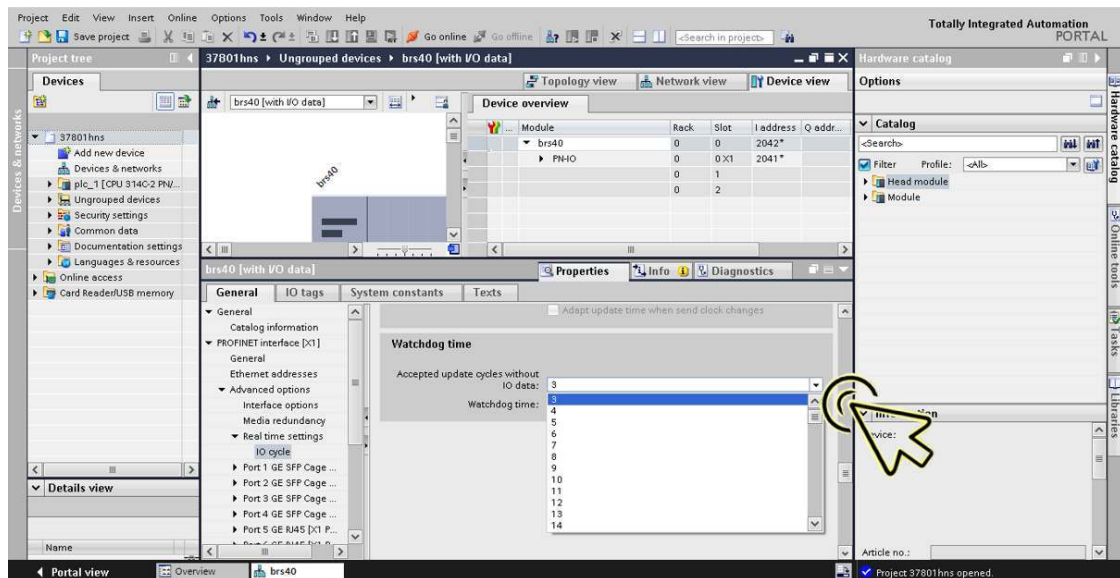 Project Edit View Insert Online Options Tools Window Help
Totally Integrated Automation
PORTAL
Save project Go online Go offline <Search in project>
Project tree
37801hns Ungrouped devices brs40 [with I/O data]
Hardware catalog
Devices
Topology view Network view Device view
Options
brs40 [with I/O data]
Device overview
... Module Rack Slot I address Q addr...
brs40 0 0 2042*
PN-IO 0 0 X1 2041*
0 1
0 2
brs40
Catalog
<Search>
Filter Profile: <All>
Head module
Module
37801hns
Add new device
Devices & networks
plc_1 [CPU 314C-2 PN/...
Ungrouped devices
Security settings
Common data
Documentation settings
Languages & resources
Online access
Card Reader/USB memory
Devices & networks
brs40 [with I/O data]
Properties Info Diagnostics
General IO tags System constants Texts
General
Catalog information
PROFINET interface [X1]
General
Ethernet addresses
Advanced options
Interface options
Media redundancy
Real time settings
IO cycle
Port 1 GE SFP Cage ...
Port 2 GE SFP Cage ...
Port 3 GE SFP Cage ...
Port 4 GE SFP Cage ...
Port 5 GE RJ45 [X1 P...
Adapt update time when send clock changes
Watchdog time
Accepted update cycles without
IO data: 3
Watchdog time:
3
4
5
6
7
8
9
10
11
12
13
14
Article no.:
Hardware catalog
Online tools
Tasks
Libraries
Details view
Name
Portal view Overview brs40
Project 37801hns opened.